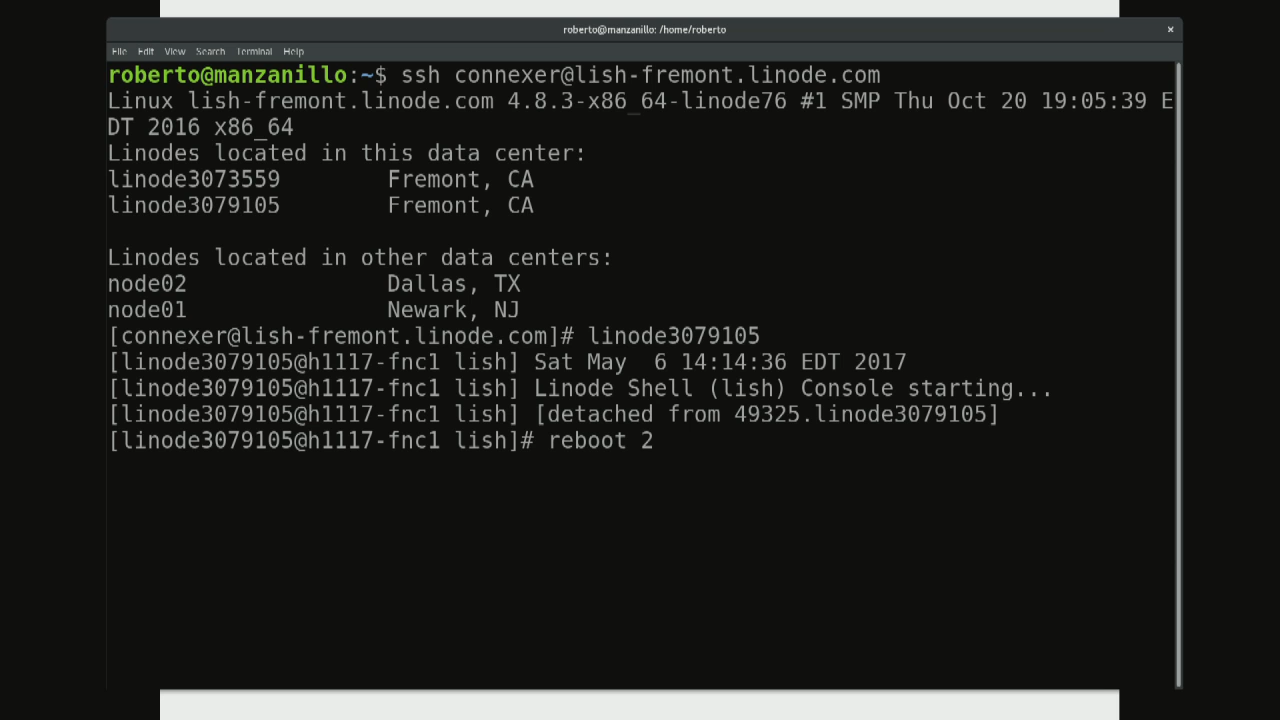 roberto@manzanillo: /home/roberto ×
File Edit View Search Terminal Help
roberto@manzanillo:~$ ssh connexer@lish-fremont.linode.com
Linux lish-fremont.linode.com 4.8.3-x86_64-linode76 #1 SMP Thu Oct 20 19:05:39 E
DT 2016 x86_64
Linodes located in this data center:
linode3073559        Fremont, CA
linode3079105        Fremont, CA
Linodes located in other data centers:
node02               Dallas, TX
node01               Newark, NJ
[connexer@lish-fremont.linode.com]# linode3079105
[linode3079105@h1117-fnc1 lish] Sat May  6 14:14:36 EDT 2017
[linode3079105@h1117-fnc1 lish] Linode Shell (lish) Console starting...
[linode3079105@h1117-fnc1 lish] [detached from 49325.linode3079105]
[linode3079105@h1117-fnc1 lish]# reboot 2